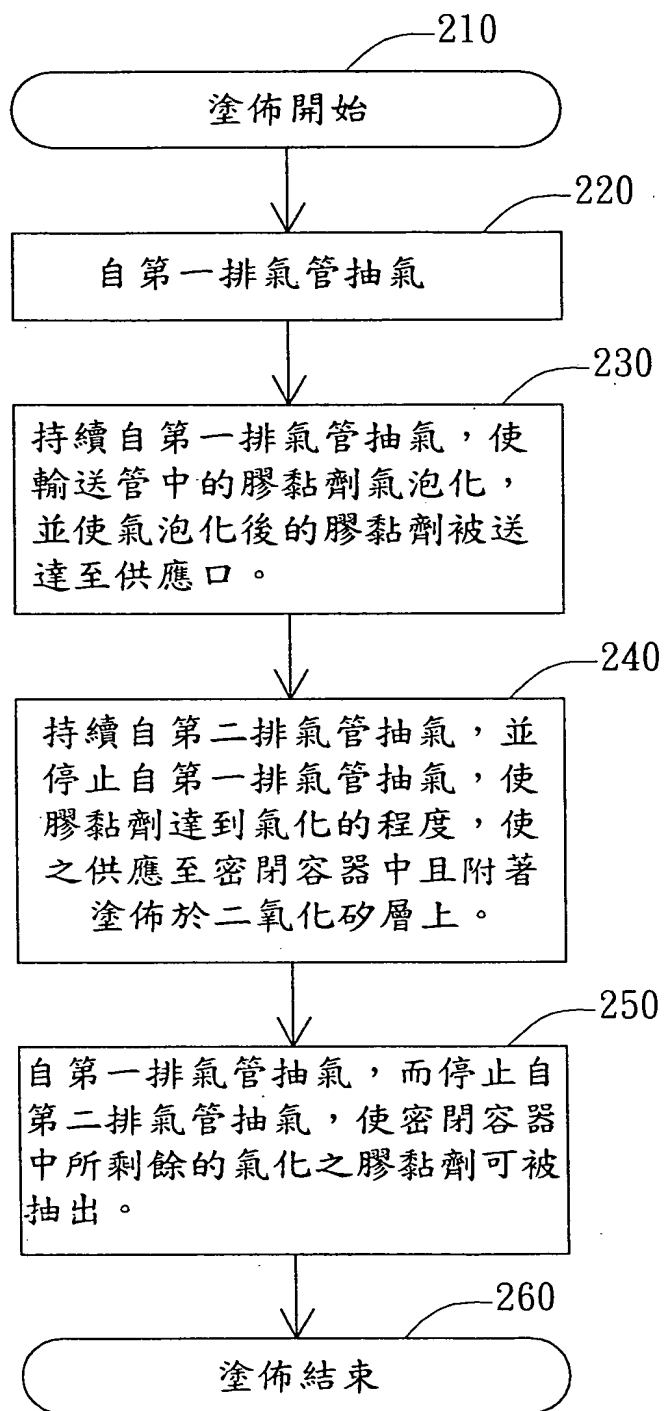 210
塗佈開始
220
自第一排氣管抽氣
230
持續自第一排氣管抽氣，使
輸送管中的膠黏劑氣泡化，
並使氣泡化後的膠黏劑被送
達至供應口。
240
持續自第二排氣管抽氣，並
停止自第一排氣管抽氣，使
膠黏劑達到氣化的程度，使
之供應至密閉容器中且附著
塗佈於二氧化矽層上。
250
自第一排氣管抽氣，而停止自
第二排氣管抽氣，使密閉容器
中所剩餘的氣化之膠黏劑可被
抽出。
260
塗佈結束